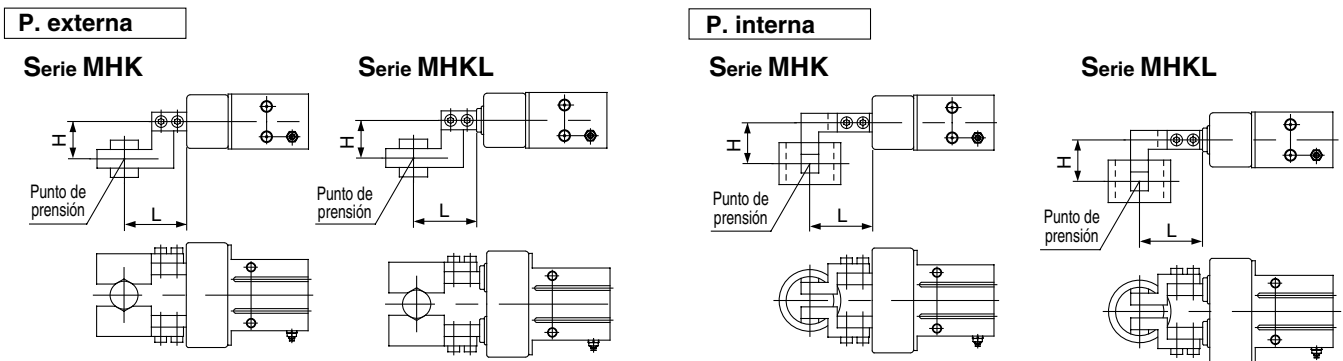 P. externa
Serie MHK
H
Punto de
prensión
L
Serie MHKL
H
Punto de
prensión
L
P. interna
Serie MHK
H
Punto de
prensión
L
Serie MHKL
H
Punto de
prensión
L